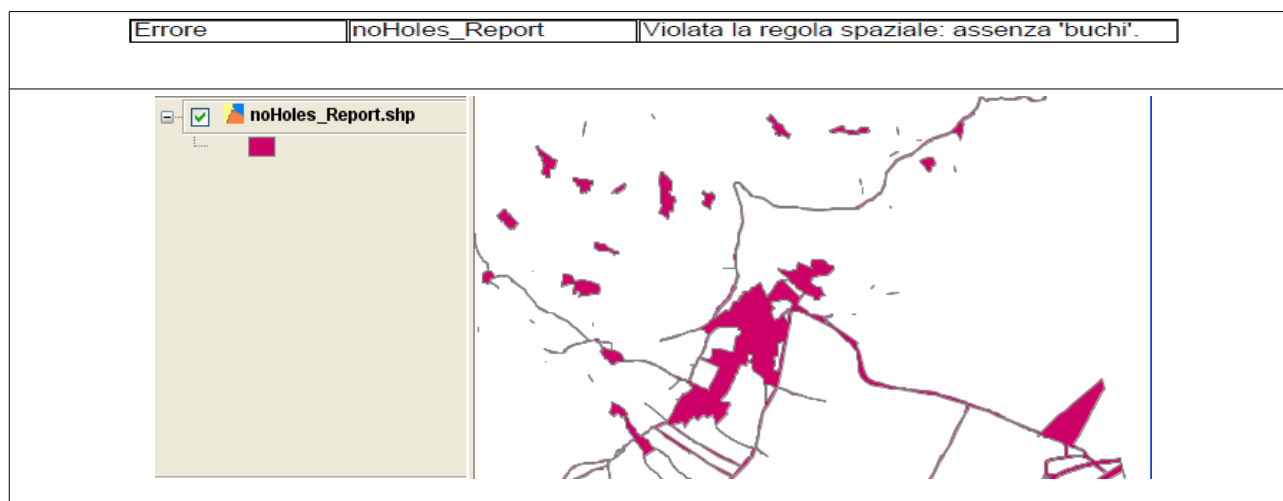 Errore noHoles_Report Violata la regola spaziale: assenza 'buchi'.
noHoles_Report.shp